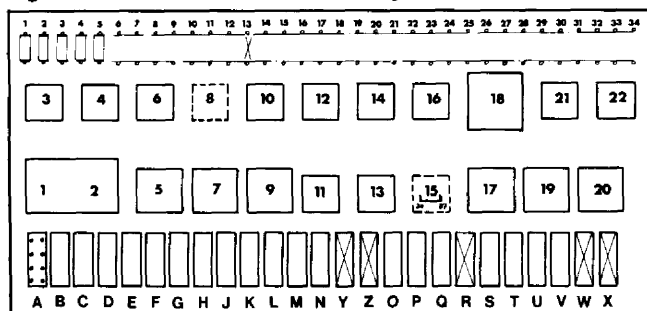 1 2 3 4 5 6 7 8 9 10 11 12 13 14 15 16 17 18 19 20 21 22 23 24 25 26 27 28 29 30 31 32 33 34
3 4 6 8 10 12 14 16 18 21 22
1 2 5 7 9 11 13 15 17 19 20
A B C D E F G H J K L M N Y Z O P Q R S T U V W X